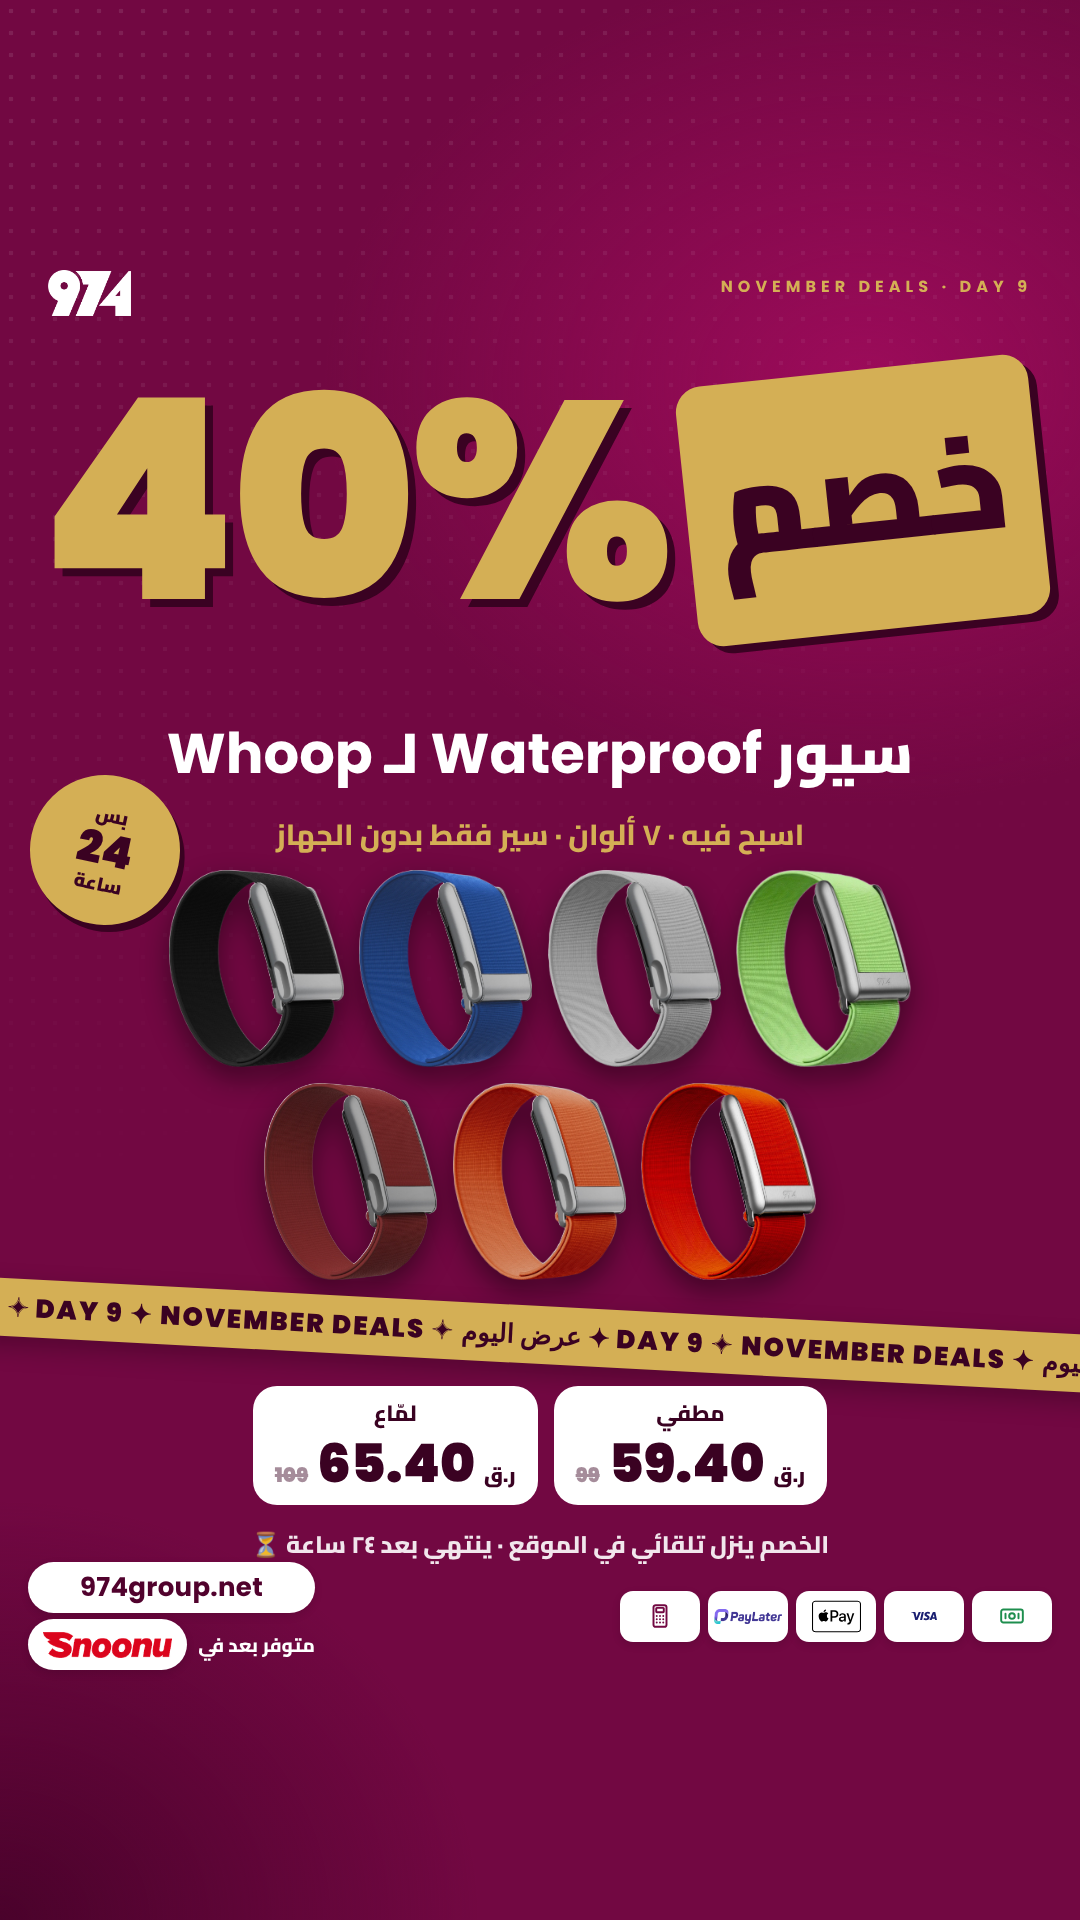 974
NOVEMBER DEALS · DAY 9
خصم 40%
سيور Waterproof لـ Whoop
اسبح فيه · ٧ ألوان · سير فقط بدون الجهاز
بس
24
ساعة
974
974
✦ DAY 9 ✦ NOVEMBER DEALS ✦ عرض اليوم ✦ DAY 9 ✦ NOVEMBER DEALS ✦
مطفي
59.40 ر.ق 99
لمّاع
65.40 ر.ق 109
الخصم ينزل تلقائي في الموقع · ينتهي بعد ٢٤ ساعة ⏳
974group.net
متوفر بعد في Snoonu
PayLater
Pay
VISA